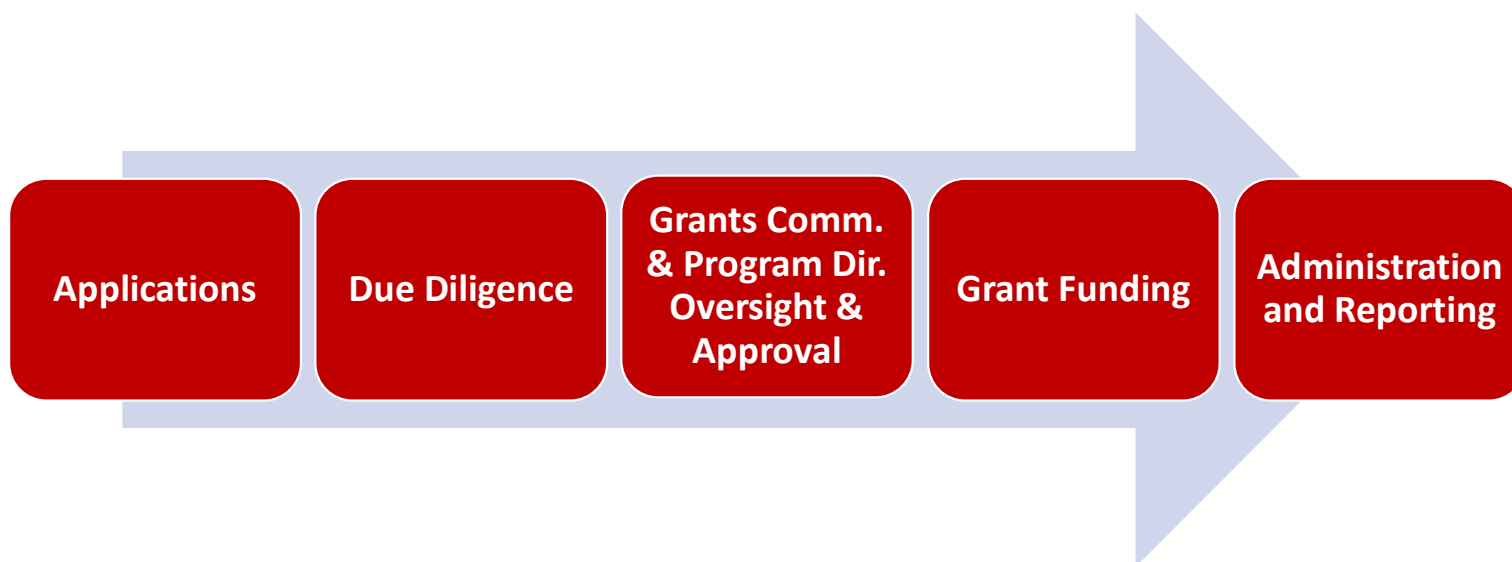 Applications
Due Diligence
Grants Comm.
& Program Dir.
Oversight &
Approval
Grant Funding
Administration
and Reporting